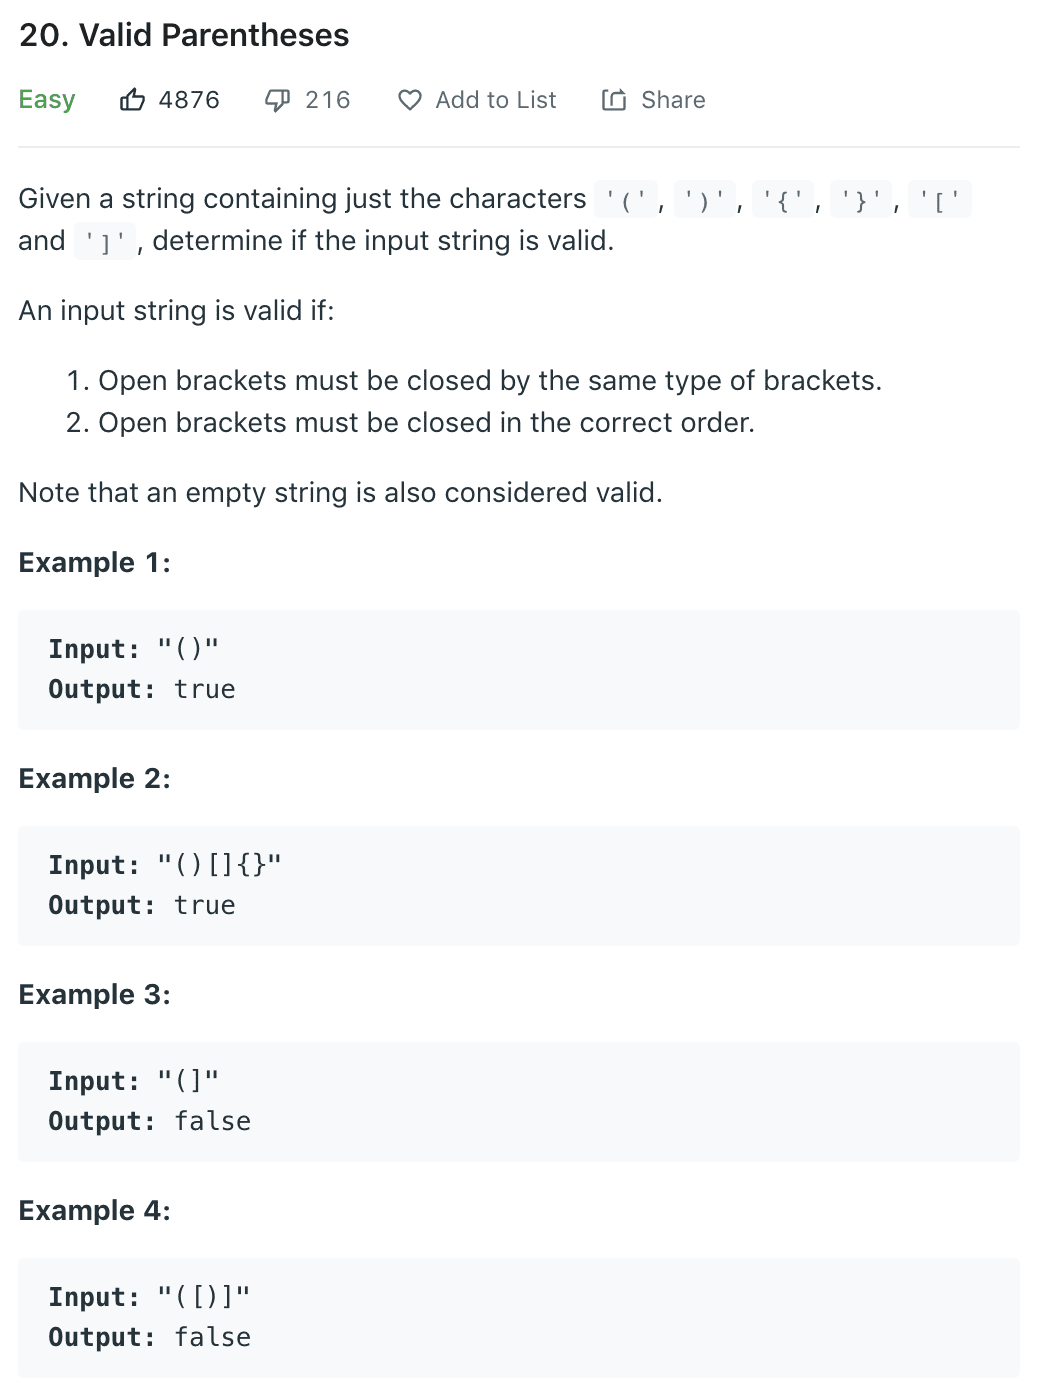 20. Valid Parentheses
Easy 4876 216 Add to List Share
Given a string containing just the characters '(', ')', '{', '}', '['
and ']', determine if the input string is valid.
An input string is valid if:
1. Open brackets must be closed by the same type of brackets.
2. Open brackets must be closed in the correct order.
Note that an empty string is also considered valid.
Example 1:
Input: "()"
Output: true
Example 2:
Input: "()[]{}"
Output: true
Example 3:
Input: "(]"
Output: false
Example 4:
Input: "([)]"
Output: false